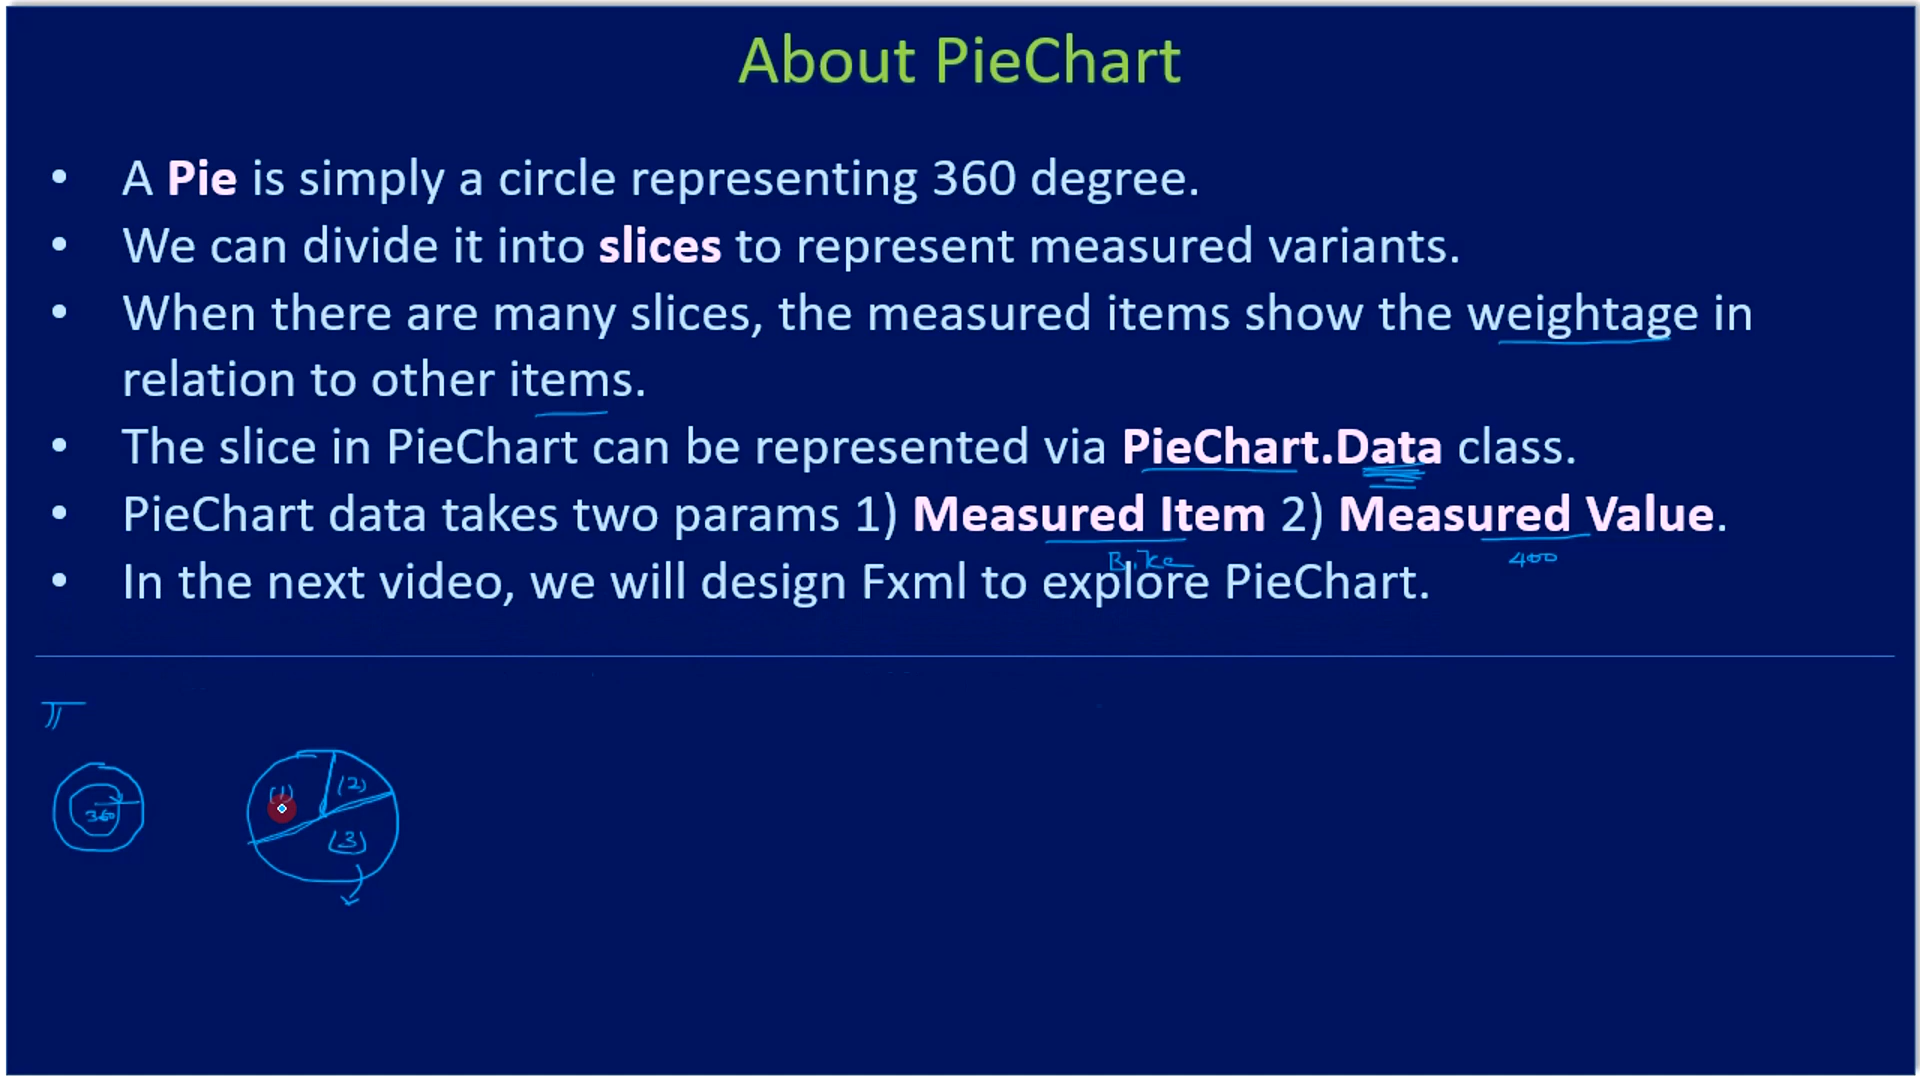 About PieChart
• A Pie is simply a circle representing 360 degree.
• We can divide it into slices to represent measured variants.
• When there are many slices, the measured items show the weightage in
relation to other items.
• The slice in PieChart can be represented via PieChart.Data class.
• PieChart data takes two params 1) Measured Item 2) Measured Value.
Bike 400
• In the next video, we will design Fxml to explore PieChart.
π
(1) (2)
360
(3)